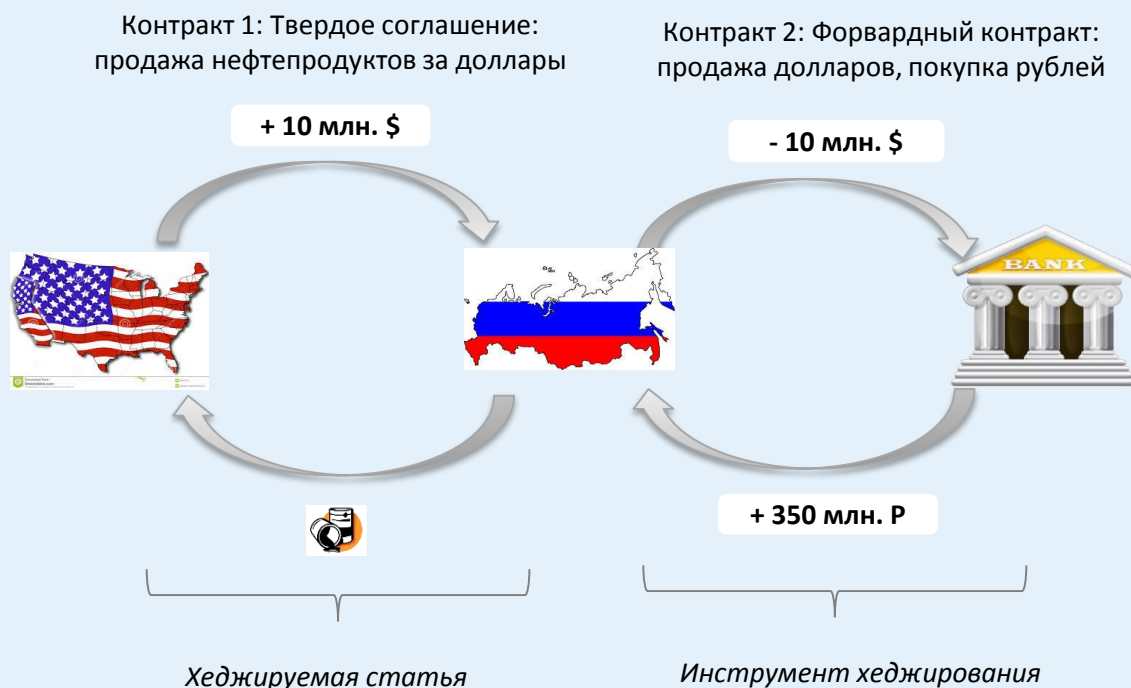 Контракт 1: Твердое соглашение:
продажа нефтепродуктов за доллары
Контракт 2: Форвардный контракт:
продажа долларов, покупка рублей
+ 10 млн. $
- 10 млн. $
BANK
+ 350 млн. Р
Хеджируемая статья
Инструмент хеджирования